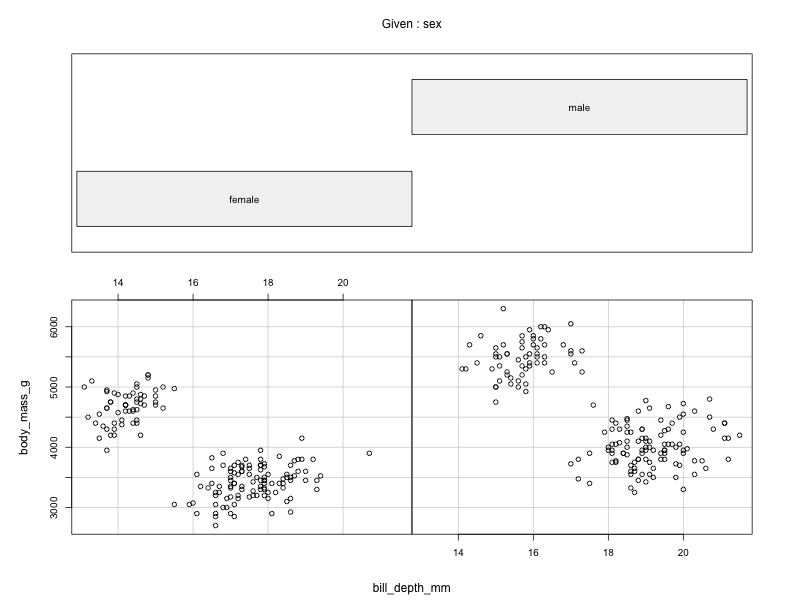 Given : sex
male
female
14 16 18 20
6000
5000
4000
3000
body_mass_g
14 16 18 20
bill_depth_mm